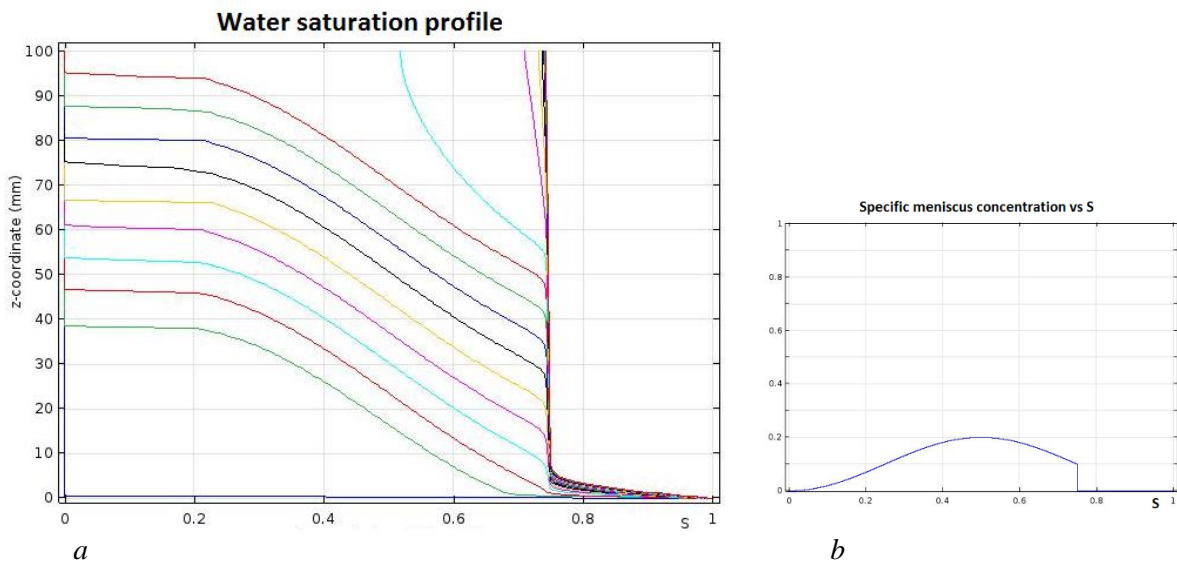 Water saturation profile
100
90
80
70
60
50
40
30
20
10
0
z-coordinate (mm)
0 0.2 0.4 0.6 S 0.8 1
a
Specific meniscus concentration vs S
1
0.8
0.6
0.4
0.2
0
0 0.2 0.4 0.6 0.8 S 1
b